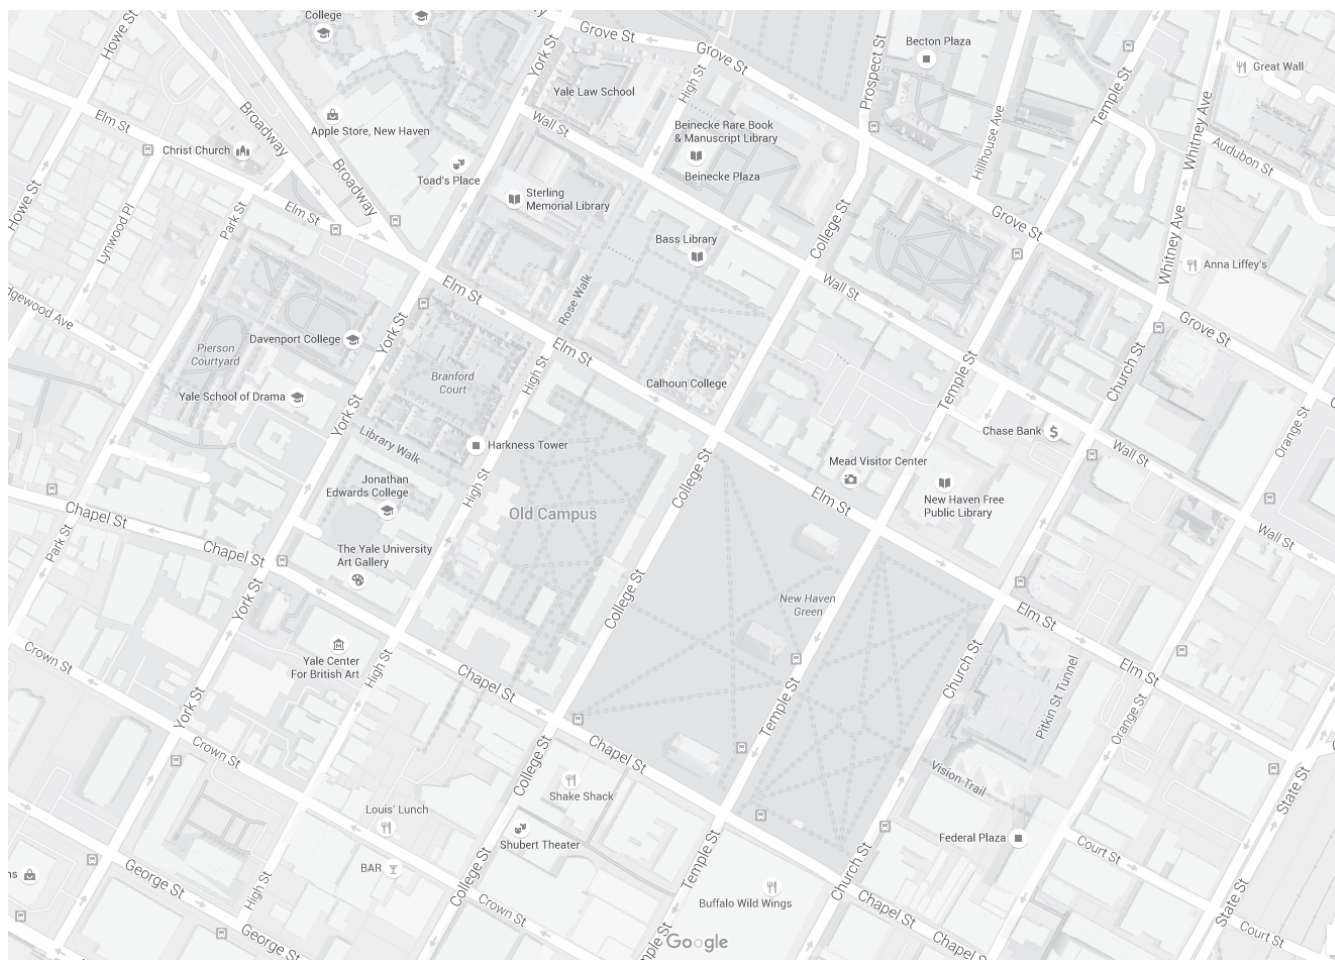 College
Howe St
Grove St
York St
Grove St
Prospect St
Becton Plaza
Temple St
Great Wall
High St
Yale Law School
Whitney Ave
Broadway
Elm St
Apple Store, New Haven
Wall St
Beinecke Rare Book
& Manuscript Library
Hillhouse Ave
Audubon St
Christ Church
Broadway
Toad's Place
Beinecke Plaza
Howe St
Lynwood Pl
Park St
Elm St
Sterling
Memorial Library
College St
Grove St
Whitney Ave
Bass Library
Anna Liffey's
dgewood Ave
Elm St
Rose Walk
Wall St
Grove St
York St
Davenport College
Pierson
Courtyard
Elm St
High St
Branford
Court
Calhoun College
Temple St
Church St
Yale School of Drama
York St
Library Walk
Harkness Tower
Chase Bank
Wall St
Orange St
Mead Visitor Center
High St
Jonathan
Edwards College
College St
Elm St
New Haven Free
Public Library
Old Campus
Chapel St
Park St
Chapel St
The Yale University
Art Gallery
Wall St
York St
College St
New Haven
Green
Elm St
Crown St
Yale Center
For British Art
High St
Chapel St
Church St
Pitkin St Tunnel
Elm St
York St
Temple St
Orange St
Crown St
College St
Chapel St
Vision Trail
State St
Shake Shack
Louis' Lunch
Shubert Theater
Federal Plaza
Court St
BAR
ns
George St
High St
College St
Temple St
Church St
Buffalo Wild Wings
Crown St
Chapel St
State St
Court St
George St
mple St
Google
Chapel St